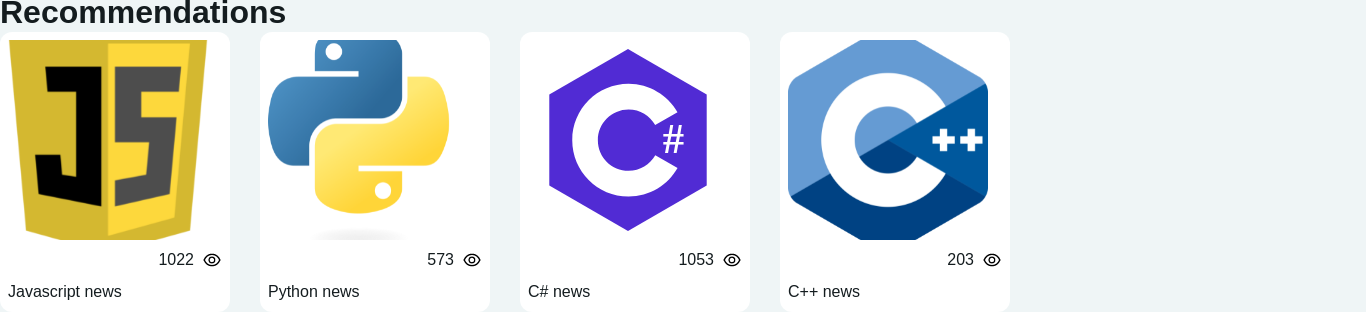 Recommendations
JS
C#
C++
1022
573
1053
203
Javascript news
Python news
C# news
C++ news